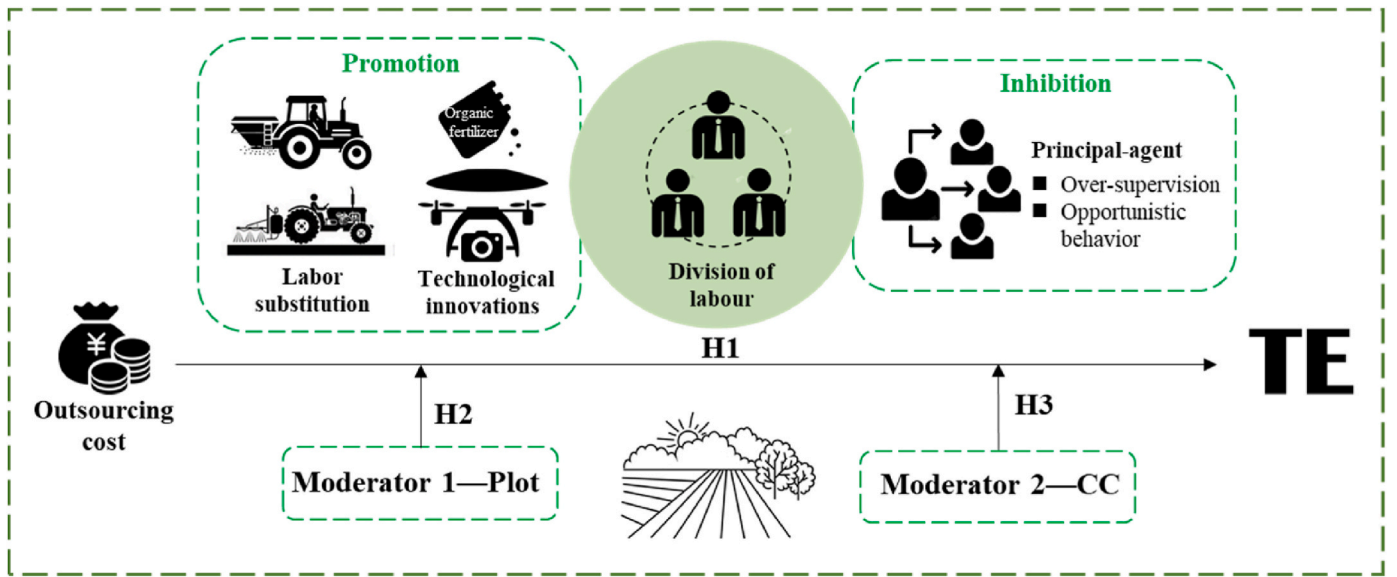 Promotion
Organic
fertilizer
Labor
substitution
Technological
innovations
Division of
labour
Inhibition
Principal-agent
■ Over-supervision
■ Opportunistic
behavior
¥
Outsourcing
cost
H1
TE
H2
H3
Moderator 1—Plot
Moderator 2—CC